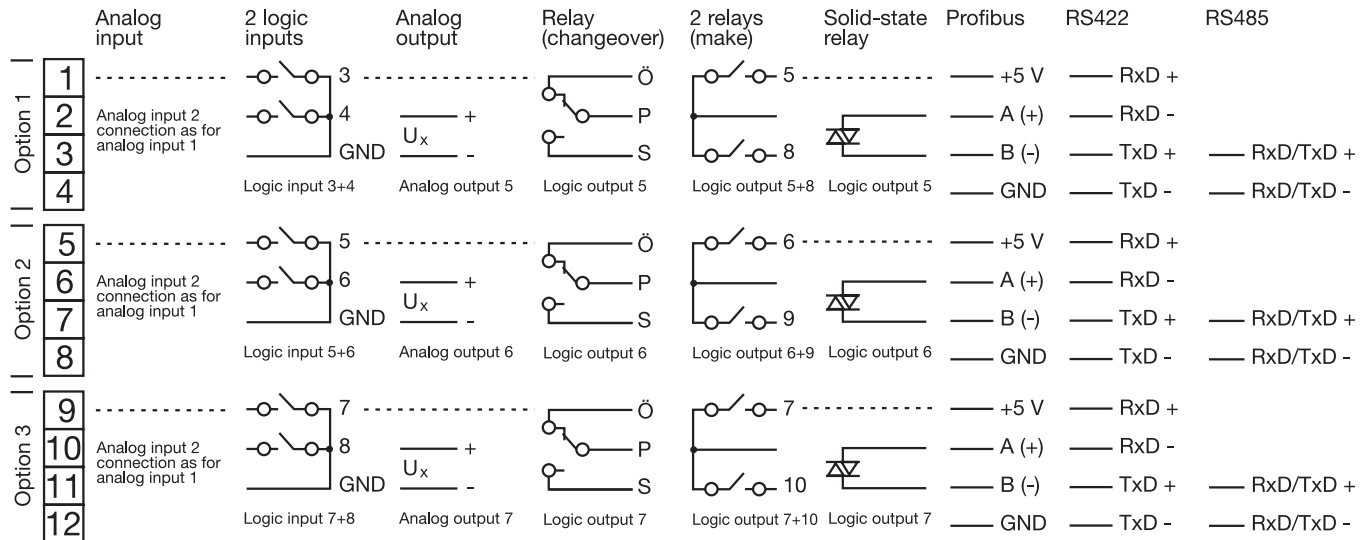 Analog input 2 logic inputs Analog output Relay (changeover) 2 relays (make) Solid-state relay Profibus RS422 RS485
Option 1
1 3 Ö 5 +5 V RxD +
2 Analog input 2 connection as for analog input 1 4 Ux + P A (+) RxD -
3 GND - S 8 B (-) TxD + RxD/TxD +
4 Logic input 3+4 Analog output 5 Logic output 5 Logic output 5+8 Logic output 5 GND TxD - RxD/TxD -
Option 2
5 5 Ö 6 +5 V RxD +
6 Analog input 2 connection as for analog input 1 6 Ux + P A (+) RxD -
7 GND - S 9 B (-) TxD + RxD/TxD +
8 Logic input 5+6 Analog output 6 Logic output 6 Logic output 6+9 Logic output 6 GND TxD - RxD/TxD -
Option 3
9 7 Ö 7 +5 V RxD +
10 Analog input 2 connection as for analog input 1 8 Ux + P A (+) RxD -
11 GND - S 10 B (-) TxD + RxD/TxD +
12 Logic input 7+8 Analog output 7 Logic output 7 Logic output 7+10 Logic output 7 GND TxD - RxD/TxD -